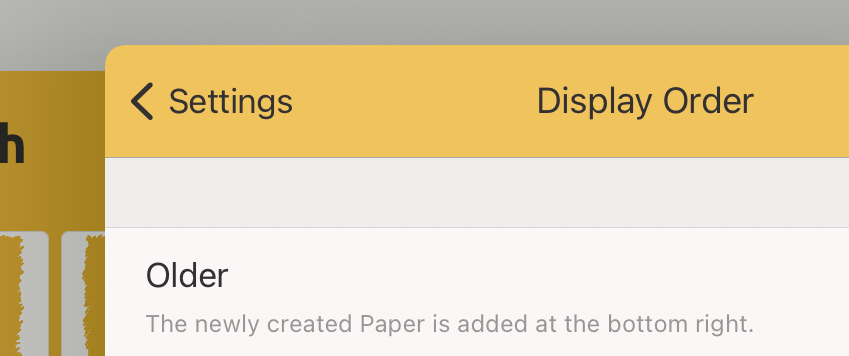 Settings
Display Order
h
Older
The newly created Paper is added at the bottom right.